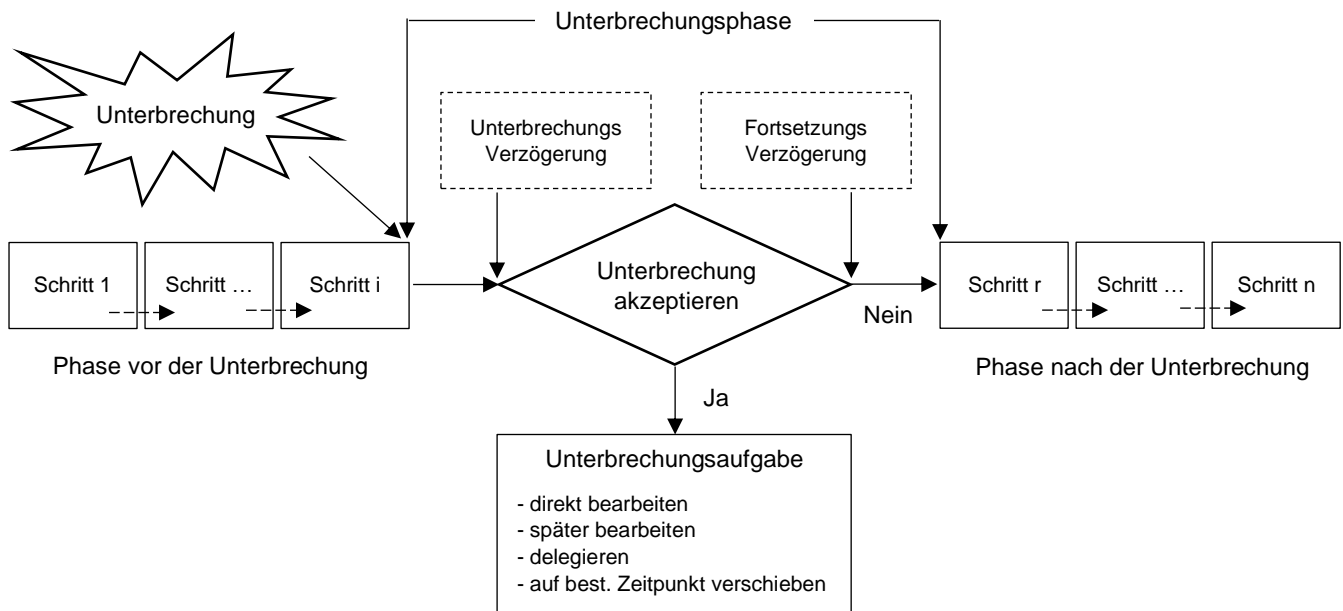 Unterbrechungsphase
Unterbrechung
Unterbrechungs
Verzögerung
Fortsetzungs
Verzögerung
Schritt 1
Schritt …
Schritt i
Unterbrechung
akzeptieren
Nein
Schritt r
Schritt …
Schritt n
Phase vor der Unterbrechung
Phase nach der Unterbrechung
Ja
Unterbrechungsaufgabe
- direkt bearbeiten
- später bearbeiten
- delegieren
- auf best. Zeitpunkt verschieben